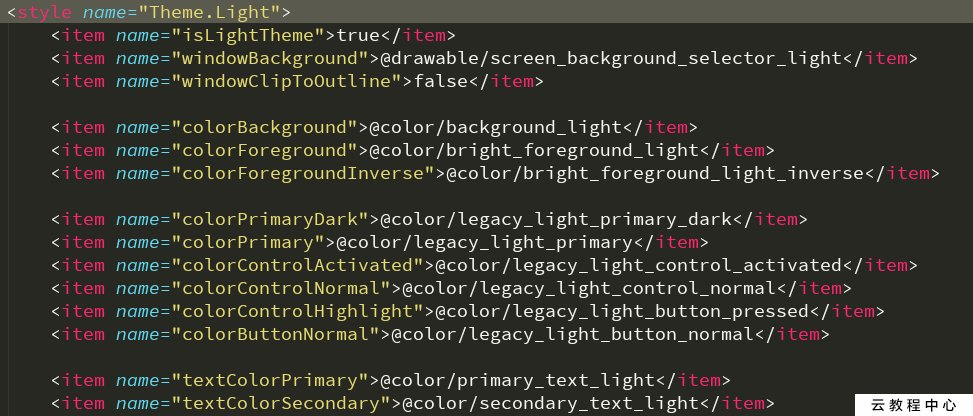 <style name="Theme.Light">
<item name="isLightTheme">true</item>
<item name="windowBackground">@drawable/screen_background_selector_light</item>
<item name="windowClipToOutline">false</item>
<item name="colorBackground">@color/background_light</item>
<item name="colorForeground">@color/bright_foreground_light</item>
<item name="colorForegroundInverse">@color/bright_foreground_light_inverse</item>
<item name="colorPrimaryDark">@color/legacy_light_primary_dark</item>
<item name="colorPrimary">@color/legacy_light_primary</item>
<item name="colorControlActivated">@color/legacy_light_control_activated</item>
<item name="colorControlNormal">@color/legacy_light_control_normal</item>
<item name="colorControlHighlight">@color/legacy_light_button_pressed</item>
<item name="colorButtonNormal">@color/legacy_light_button_normal</item>
<item name="textColorPrimary">@color/primary_text_light</item>
<item name="textColorSecondary">@color/secondary_text_light</item>
云教程中心